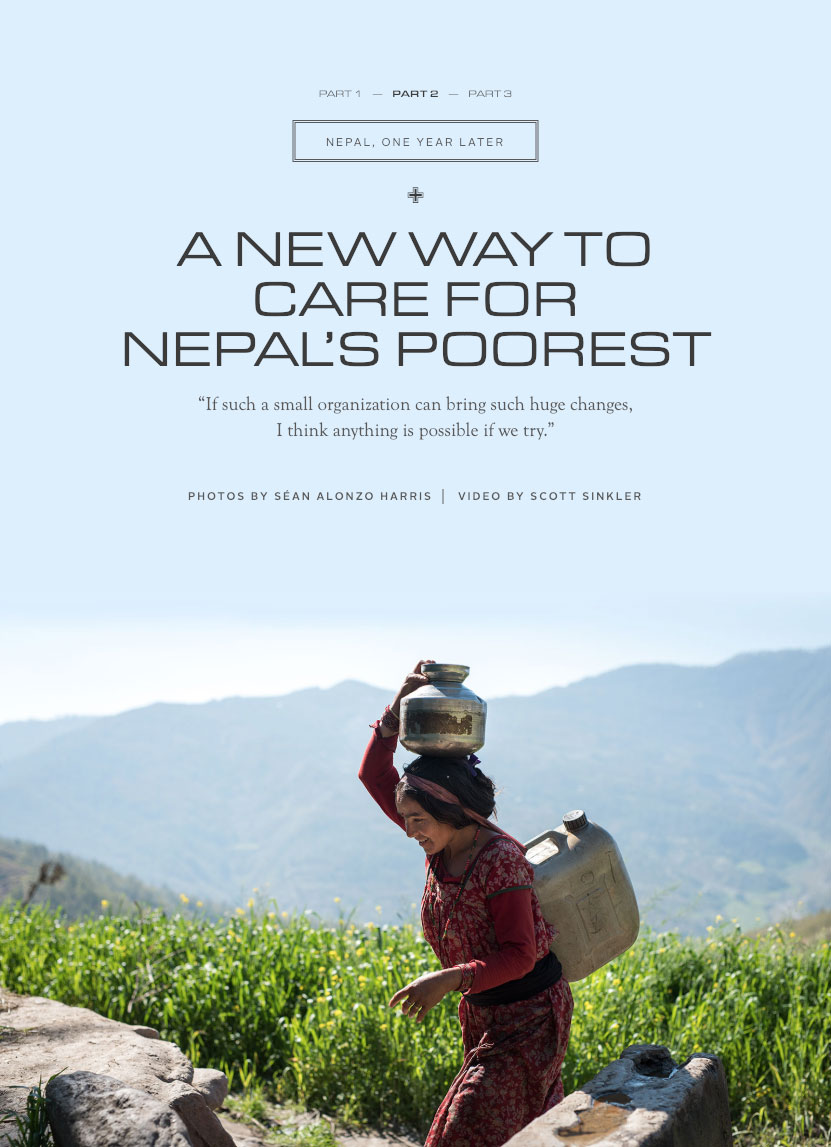 PART 1 — PART 2 — PART 3
NEPAL, ONE YEAR LATER
A NEW WAY TO
CARE FOR
NEPAL’S POOREST
“If such a small organization can bring such huge changes,
I think anything is possible if we try.”
PHOTOS BY SÉAN ALONZO HARRIS | VIDEO BY SCOTT SINKLER